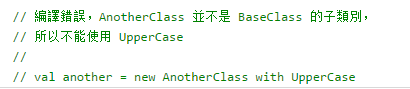 // 編譯錯誤，AnotherClass 並不是 BaseClass 的子類別，
// 所以不能使用 UpperCase
//
// val another = new AnotherClass with UpperCase